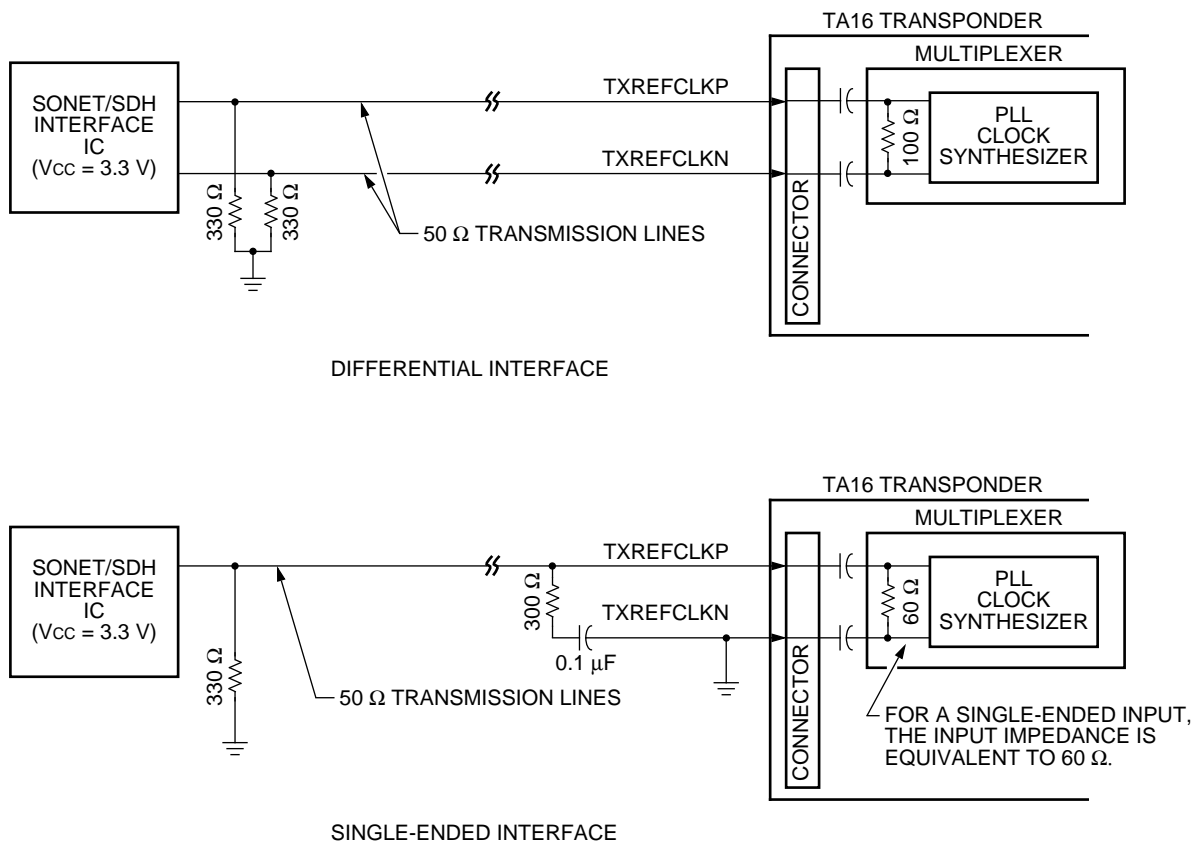 TA16 TRANSPONDER
MULTIPLEXER
SONET/SDH
INTERFACE
IC
(VCC = 3.3 V)
TXREFCLKP
TXREFCLKN
330 Ω
330 Ω
50 Ω TRANSMISSION LINES
CONNECTOR
100 Ω
PLL
CLOCK
SYNTHESIZER
DIFFERENTIAL INTERFACE
TA16 TRANSPONDER
MULTIPLEXER
SONET/SDH
INTERFACE
IC
(VCC = 3.3 V)
330 Ω
50 Ω TRANSMISSION LINES
TXREFCLKP
300 Ω
TXREFCLKN
0.1 µF
CONNECTOR
60 Ω
PLL
CLOCK
SYNTHESIZER
FOR A SINGLE-ENDED INPUT,
THE INPUT IMPEDANCE IS
EQUIVALENT TO 60 Ω.
SINGLE-ENDED INTERFACE